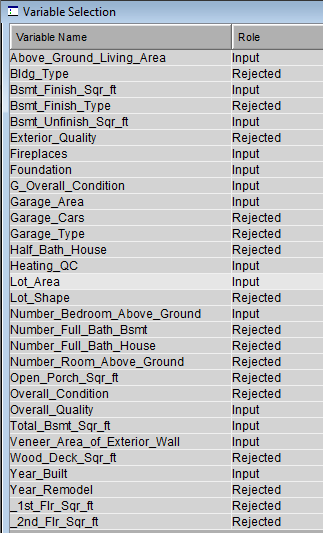 Variable Selection
Variable Name Role
Above_Ground_Living_Area Input
Bldg_Type Rejected
Bsmt_Finish_Sqr_ft Input
Bsmt_Finish_Type Rejected
Bsmt_Unfinish_Sqr_ft Input
Exterior_Quality Rejected
Fireplaces Input
Foundation Input
G_Overall_Condition Input
Garage_Area Input
Garage_Cars Rejected
Garage_Type Rejected
Half_Bath_House Rejected
Heating_QC Input
Lot_Area Input
Lot_Shape Rejected
Number_Bedroom_Above_Ground Input
Number_Full_Bath_Bsmt Rejected
Number_Full_Bath_House Rejected
Number_Room_Above_Ground Rejected
Open_Porch_Sqr_ft Rejected
Overall_Condition Rejected
Overall_Quality Input
Total_Bsmt_Sqr_ft Input
Veneer_Area_of_Exterior_Wall Input
Wood_Deck_Sqr_ft Rejected
Year_Built Input
Year_Remodel Rejected
_1st_Flr_Sqr_ft Rejected
_2nd_Flr_Sqr_ft Rejected